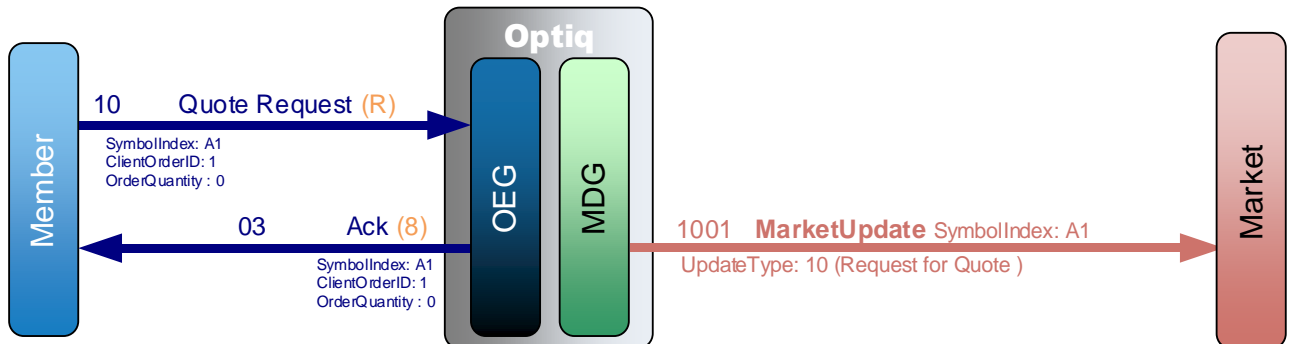 Optiq
Member
10 Quote Request (R)
SymbolIndex: A1
ClientOrderID: 1
OrderQuantity : 0
03 Ack (8)
SymbolIndex: A1
ClientOrderID: 1
OrderQuantity : 0
OEG
MDG
1001 MarketUpdate SymbolIndex: A1
UpdateType: 10 (Request for Quote )
Market